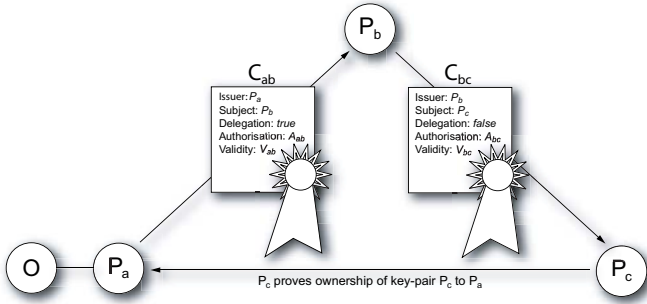 P_b
C_ab
Issuer: P_a
Subject: P_b
Delegation: true
Authorisation: A_ab
Validity: V_ab
C_bc
Issuer: P_b
Subject: P_c
Delegation: false
Authorisation: A_bc
Validity: V_bc
O
P_a
P_c proves ownership of key-pair P_c to P_a
P_c